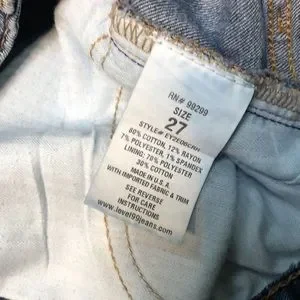 RN# 99299
SIZE
27
STYLE#
80% COTTON, 12% RAYON
7% POLYESTER, 1% SPANDEX
LINING: 70% POLYESTER
30% COTTON
MADE IN U.S.A.
WITH IMPORTED FABRIC & TRIM
SEE REVERSE
FOR CARE
INSTRUCTIONS
www.level99jeans.com